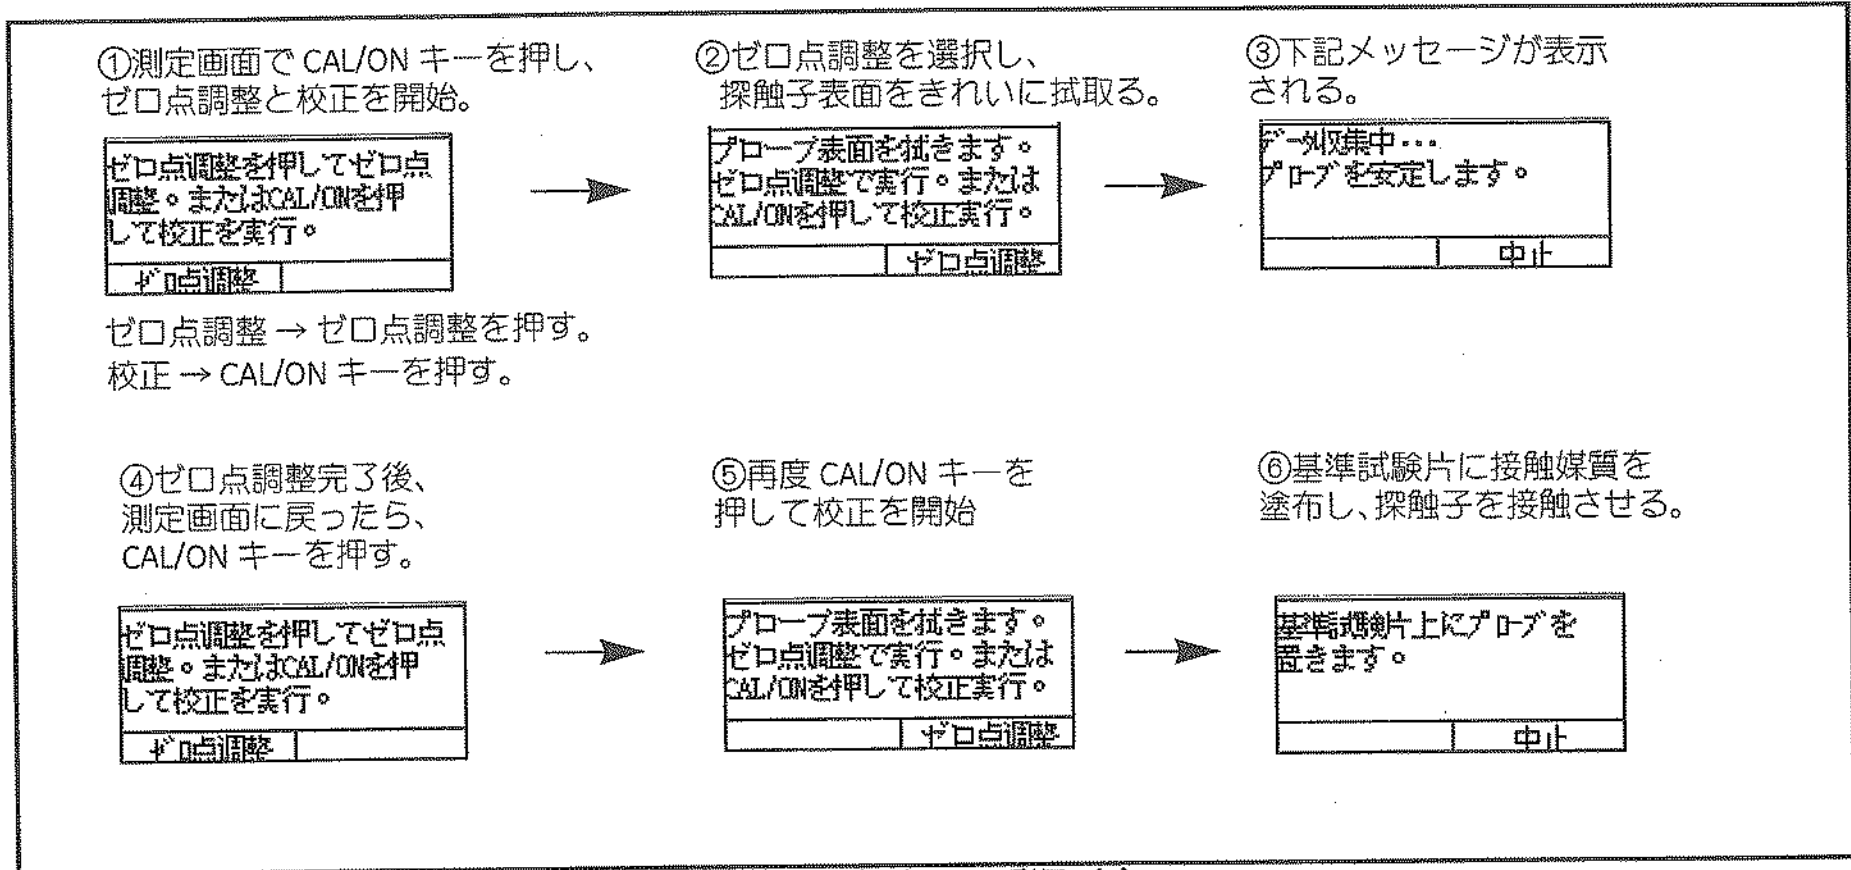 ①測定画面で CAL/ON キーを押し、
ゼロ点調整と校正を開始。
ゼロ点調整を押してゼロ点
調整。またはCAL/ONを押
して校正を実行。
ゼロ点調整
ゼロ点調整 → ゼロ点調整を押す。
校正 → CAL/ON キーを押す。
②ゼロ点調整を選択し、
探触子表面をきれいに拭取る。
プローブ表面を拭きます。
ゼロ点調整で実行。または
CAL/ONを押して校正実行。
ゼロ点調整
③下記メッセージが表示
される。
データ収集中・・・
プローブを安定します。
中止
④ゼロ点調整完了後、
測定画面に戻ったら、
CAL/ON キーを押す。
ゼロ点調整を押してゼロ点
調整。またはCAL/ONを押
して校正を実行。
ゼロ点調整
⑤再度 CAL/ON キーを
押して校正を開始
プローブ表面を拭きます。
ゼロ点調整で実行。または
CAL/ONを押して校正実行。
ゼロ点調整
⑥基準試験片に接触媒質を
塗布し、探触子を接触させる。
基準試験片上にプローブを
置きます。
中止